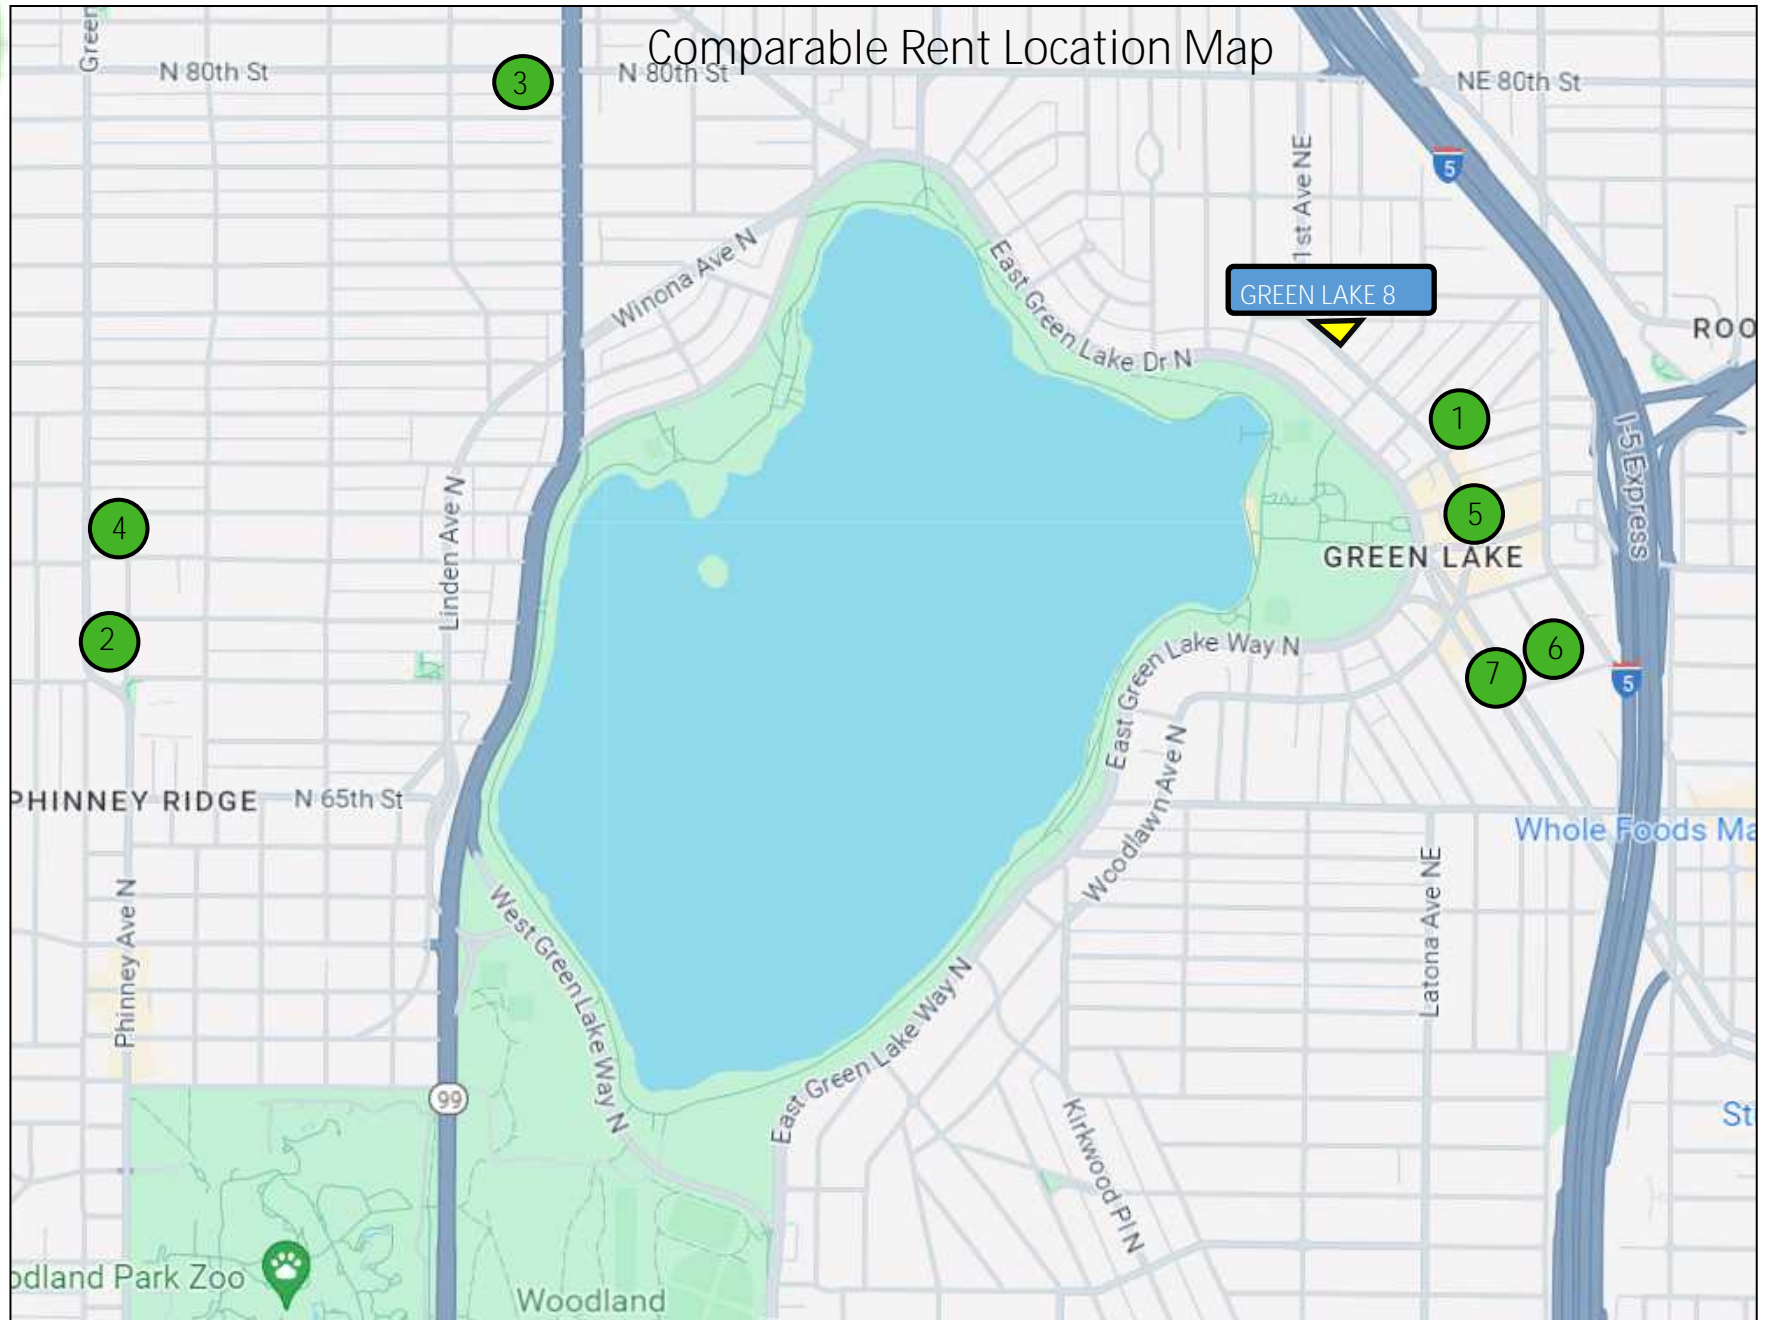 Comparable Rent Location Map
Green
N 80th St
3
N 80th St
NE 80th St
5
1st Ave NE
Winona Ave N
East Green Lake Dr N
GREEN LAKE 8
ROO
1
I-5 Express
4
Linden Ave N
5
GREEN LAKE
2
East Green Lake Way N
6
7
5
Woodlawn Ave N
PHINNEY RIDGE
N 65th St
Whole Foods Ma
Phinney Ave N
West Green Lake Way N
Latona Ave NE
East Green Lake Way N
99
Kirkwood Pl N
St
odland Park Zoo
Woodland